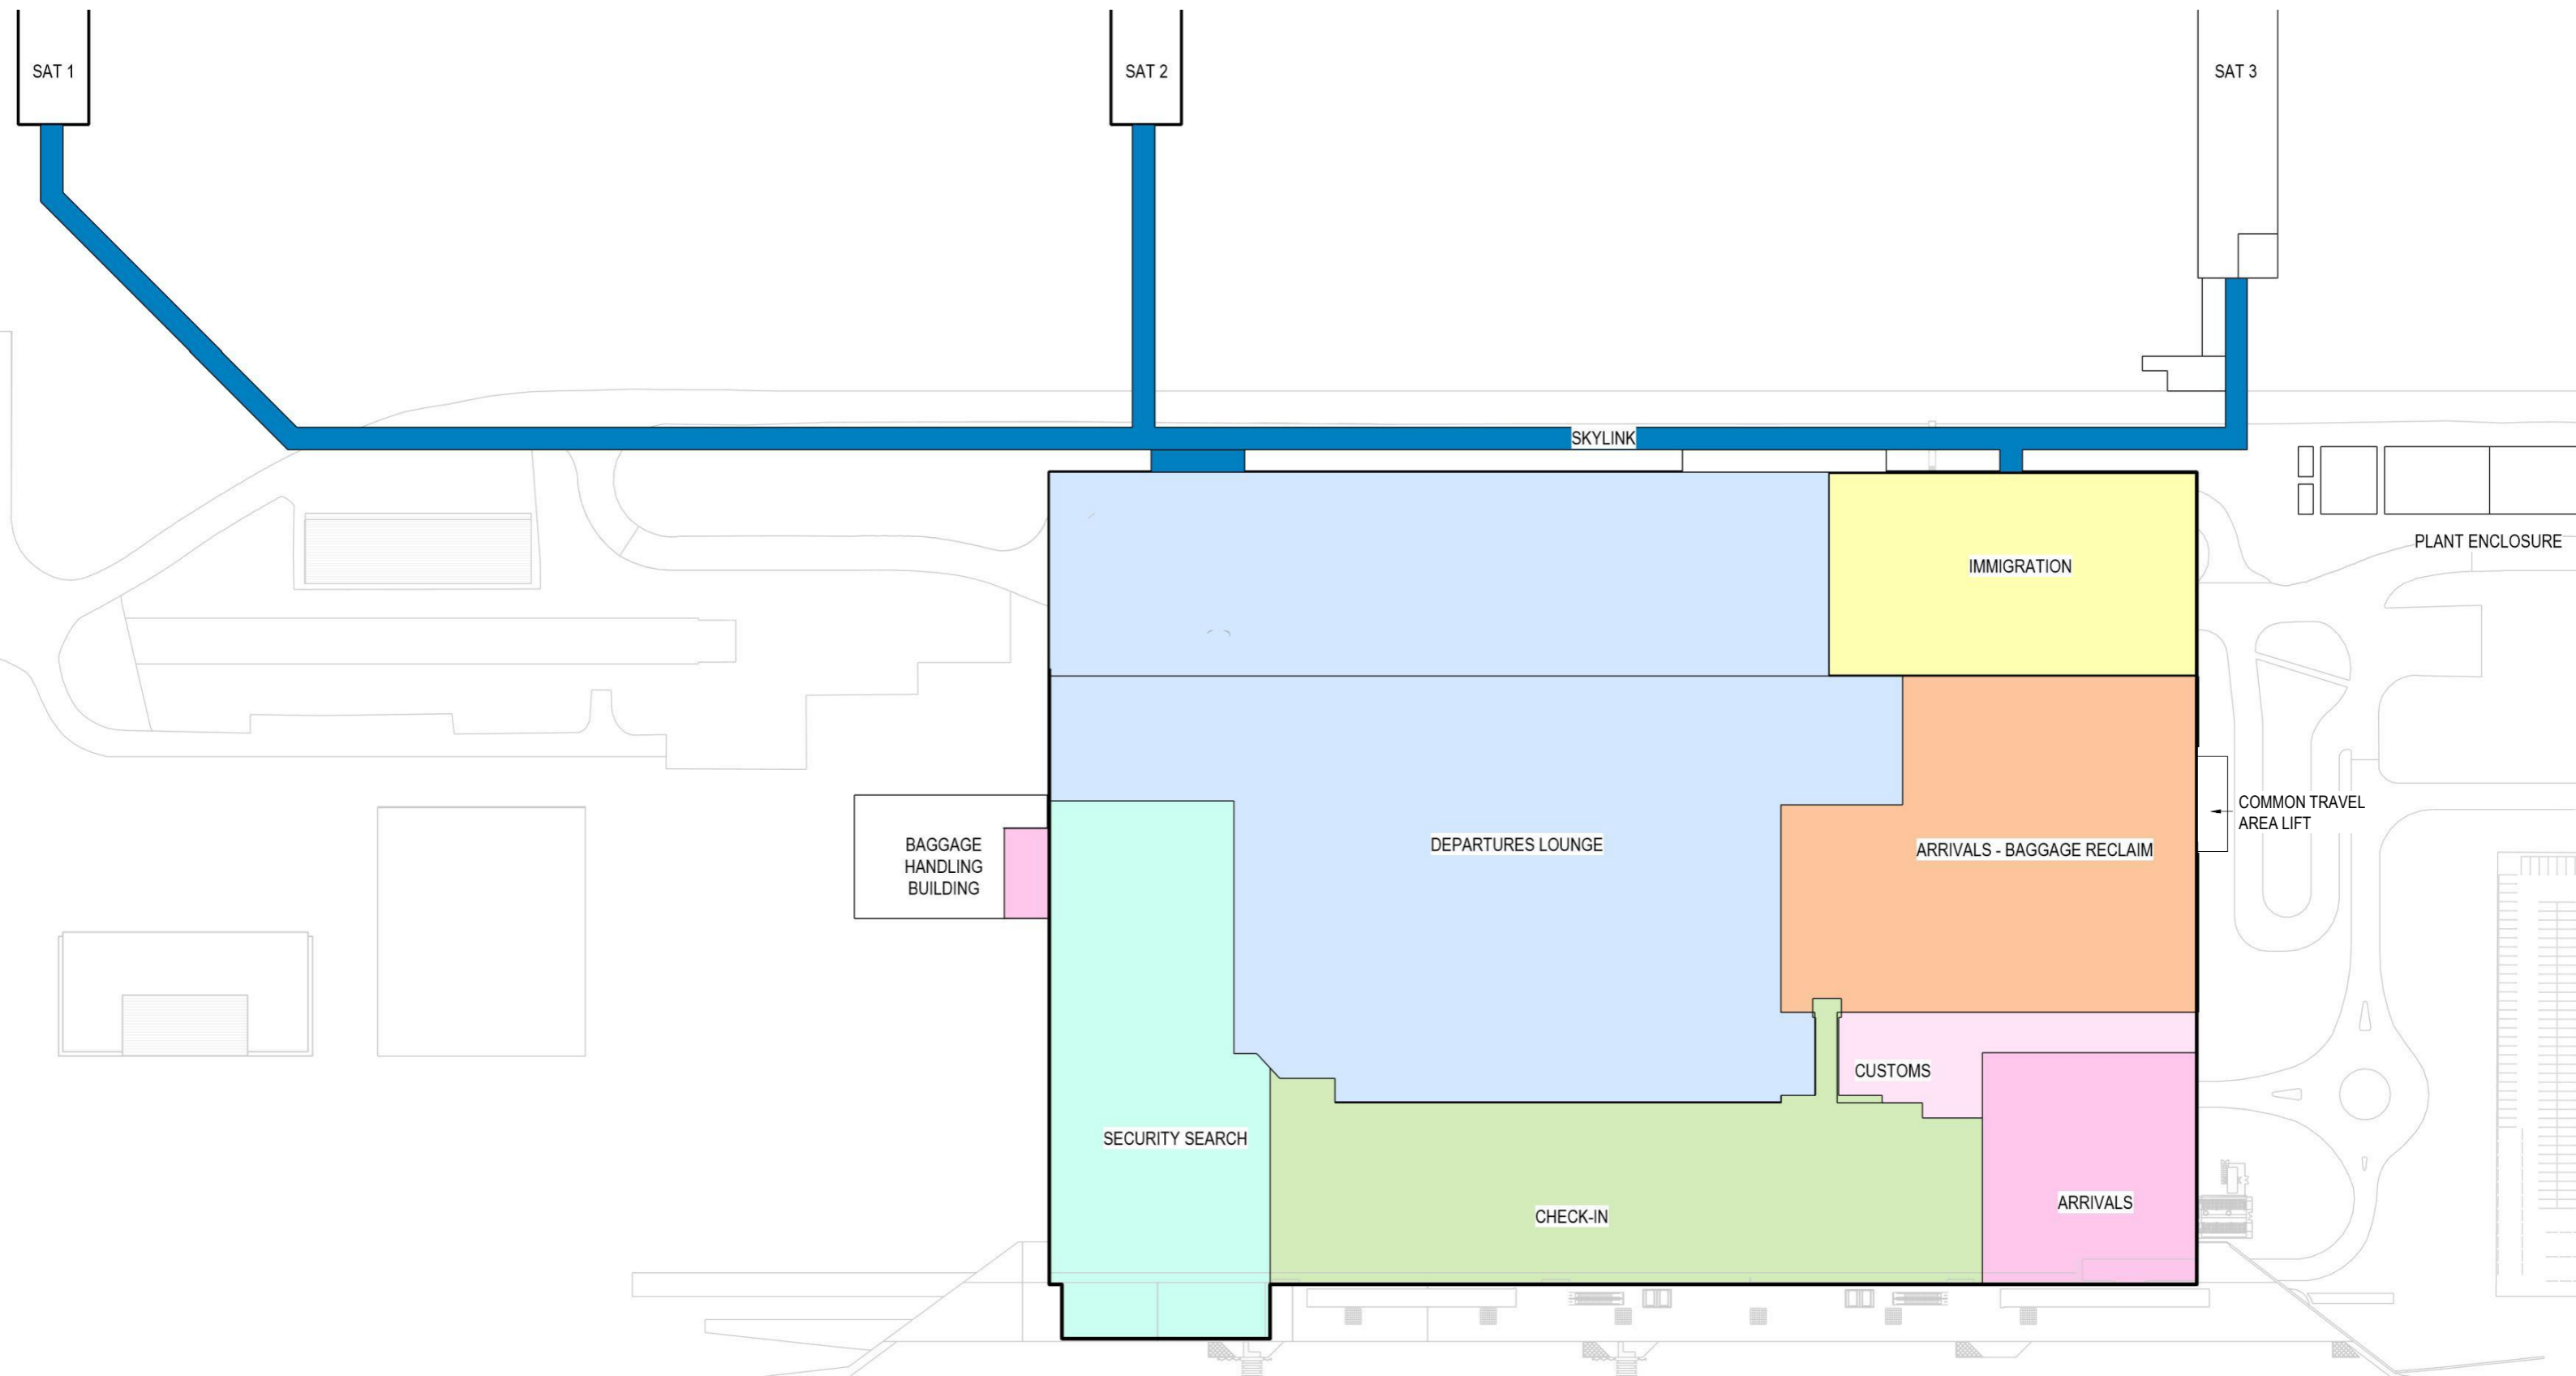 SAT 1
SAT 2
SAT 3
SKYLINK
PLANT ENCLOSURE
IMMIGRATION
COMMON TRAVEL
AREA LIFT
BAGGAGE
HANDLING
BUILDING
DEPARTURES LOUNGE
ARRIVALS - BAGGAGE RECLAIM
CUSTOMS
SECURITY SEARCH
CHECK-IN
ARRIVALS